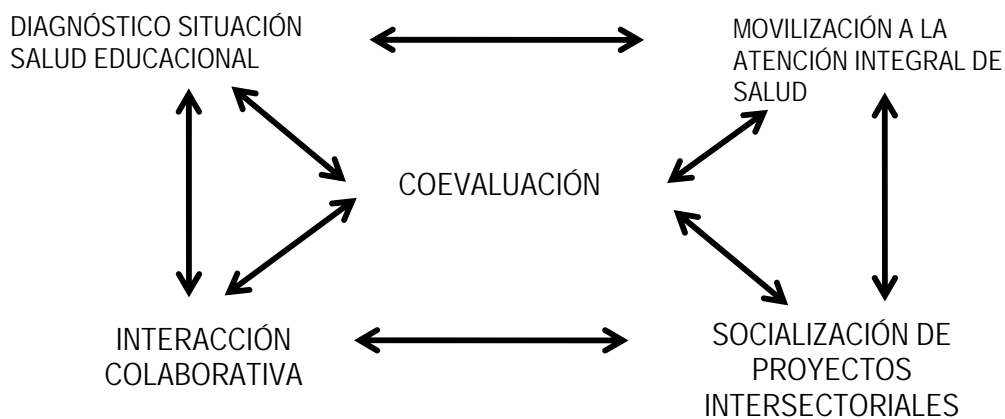 DIAGNÓSTICO SITUACIÓN
SALUD EDUCACIONAL
MOVILIZACIÓN A LA
ATENCIÓN INTEGRAL DE
SALUD
COEVALUACIÓN
INTERACCIÓN
COLABORATIVA
SOCIALIZACIÓN DE
PROYECTOS
INTERSECTORIALES